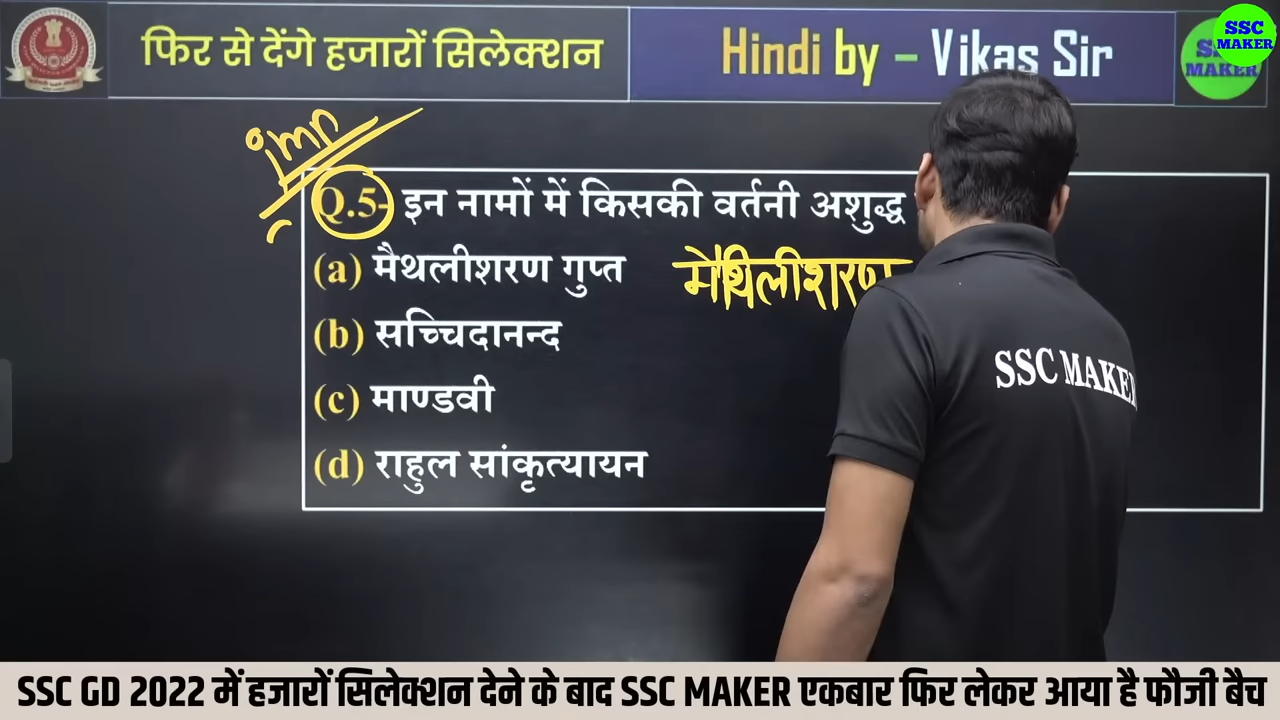 फिर से देंगे हजारों सिलेक्शन
Hindi by – Vikas Sir
SSC
MAKER
MAKER
imp
Q.5- इन नामों में किसकी वर्तनी अशुद्ध
(a) मैथलीशरण गुप्त
मैथिलीशरण
(b) सच्चिदानन्द
(c) माण्डवी
(d) राहुल सांकृत्यायन
SSC MAKER
SSC GD 2022 में हजारों सिलेक्शन देने के बाद SSC MAKER एकबार फिर लेकर आया है फौजी बैच